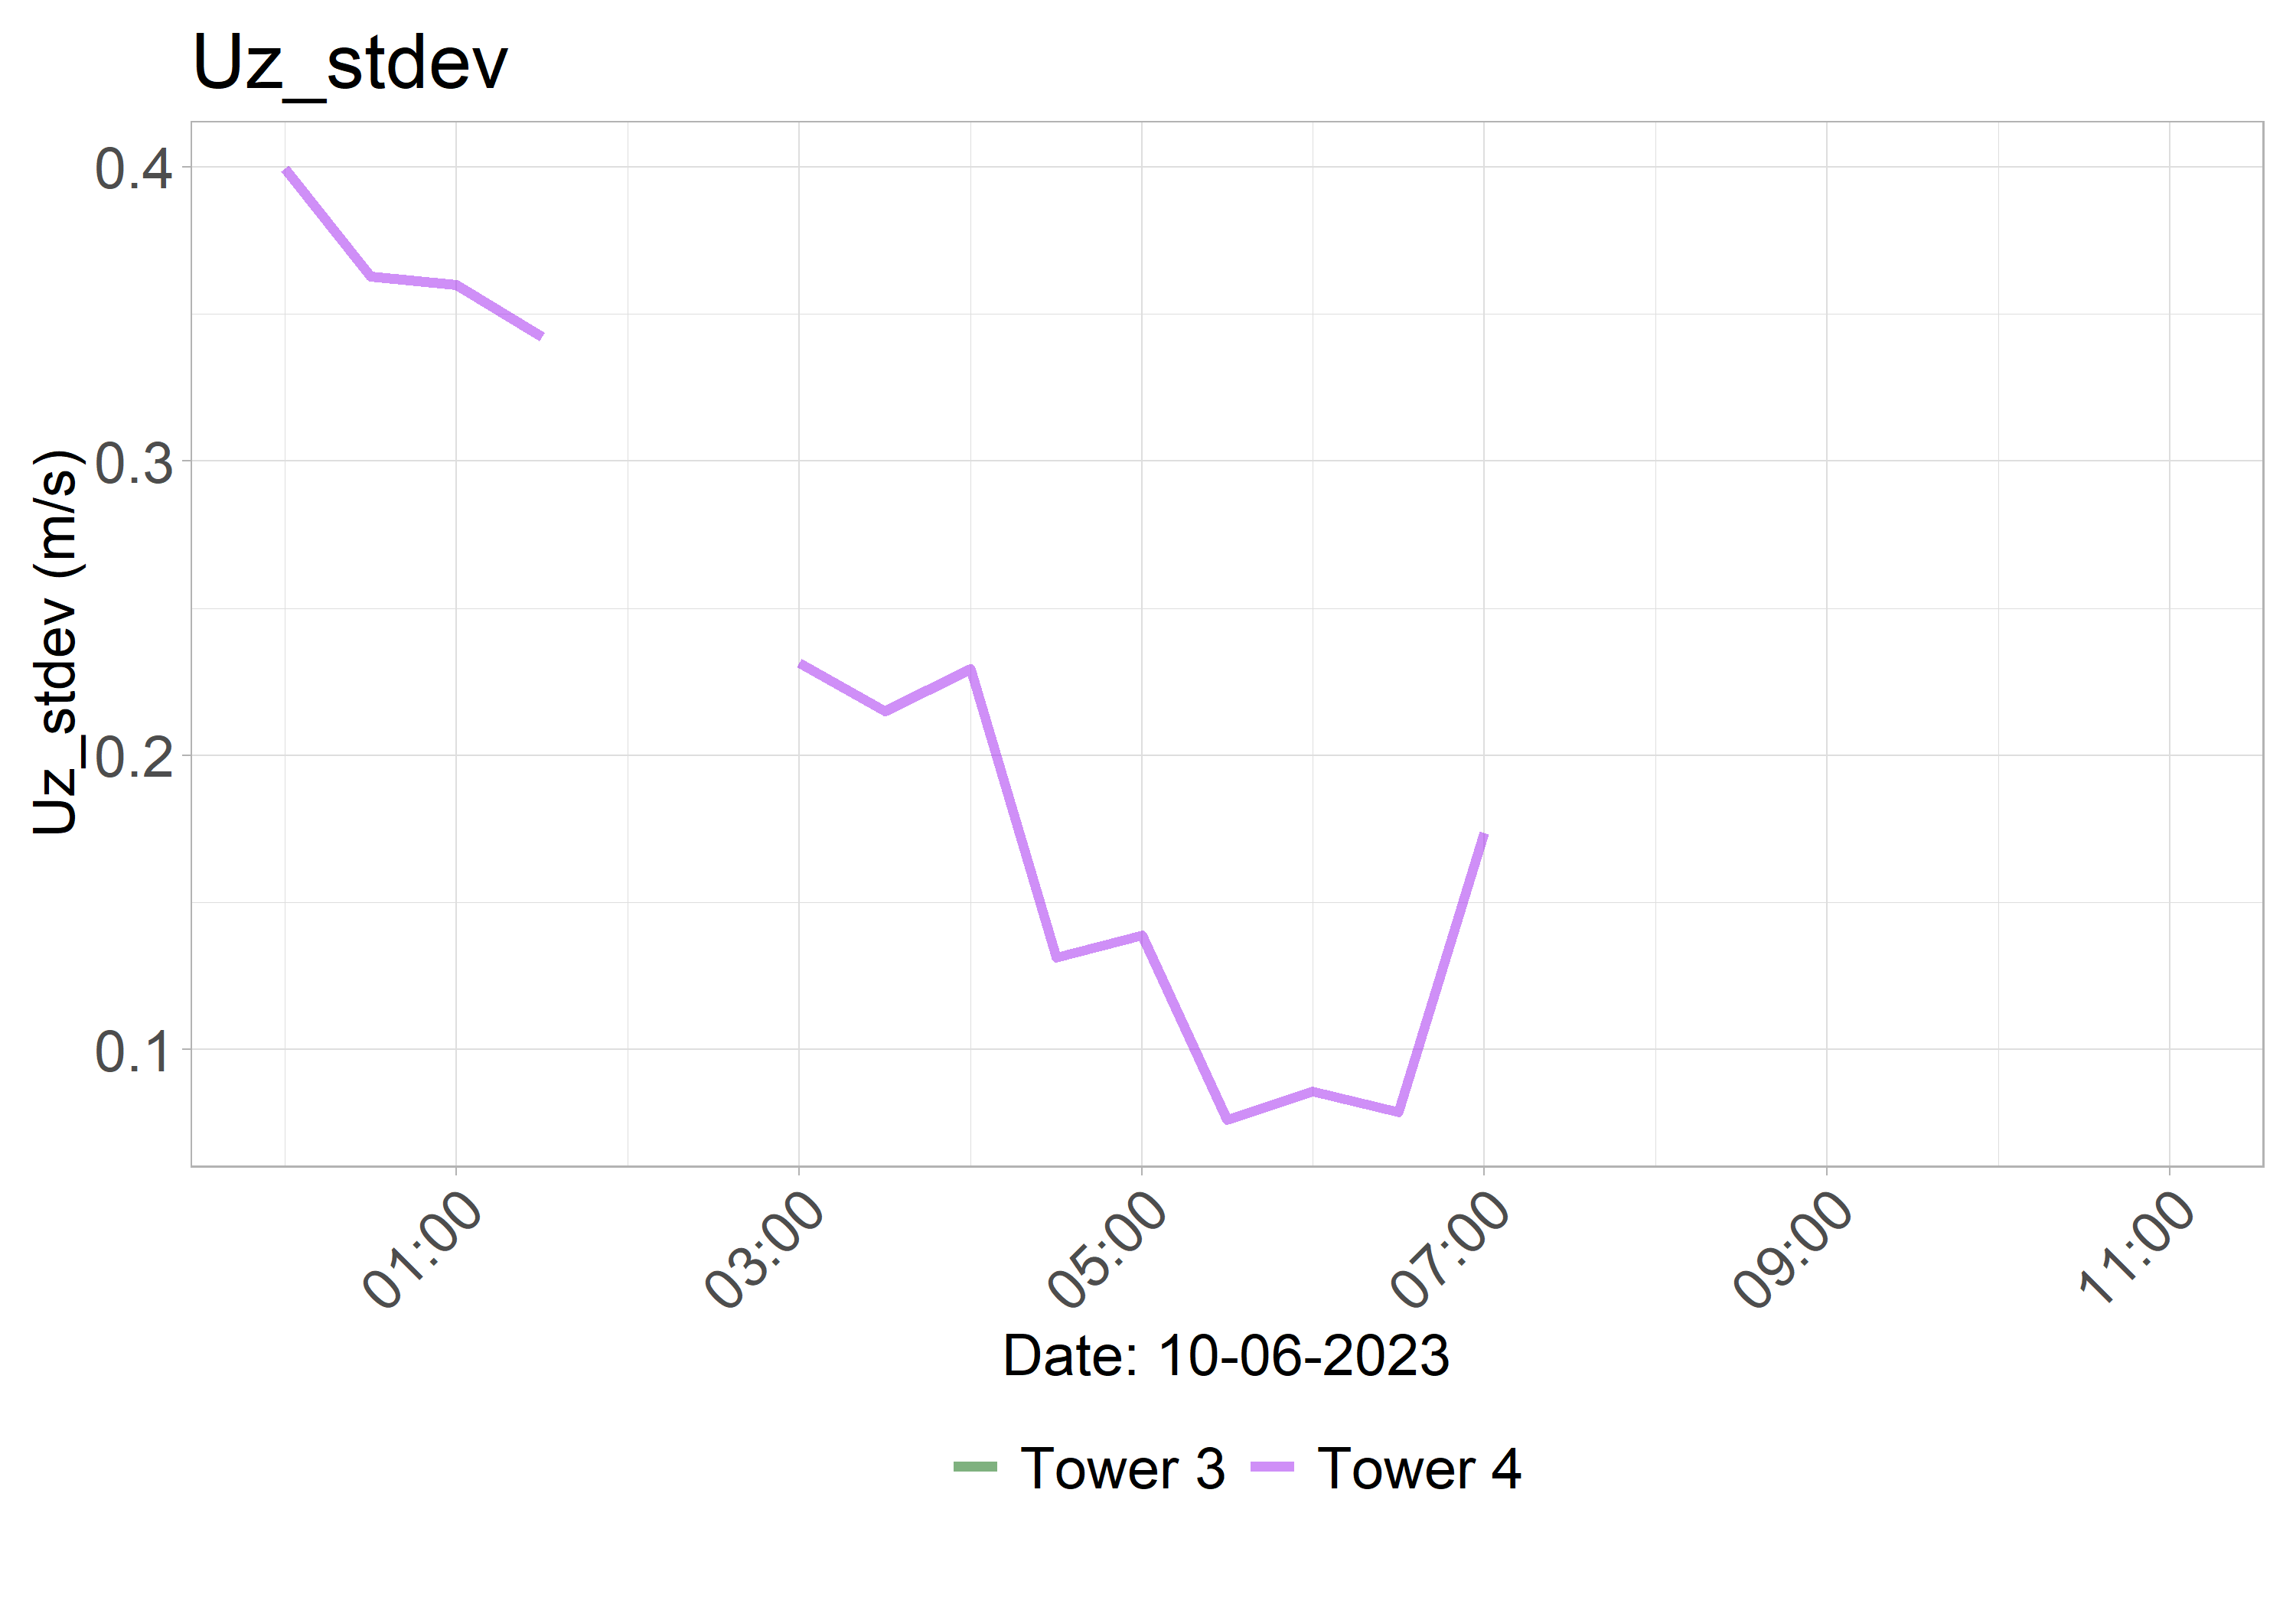 Uz_stdev
Uz_stdev (m/s)
0.4
0.3
0.2
0.1
01:00 03:00 05:00 07:00 09:00 11:00
Date: 10-06-2023
Tower 3 Tower 4